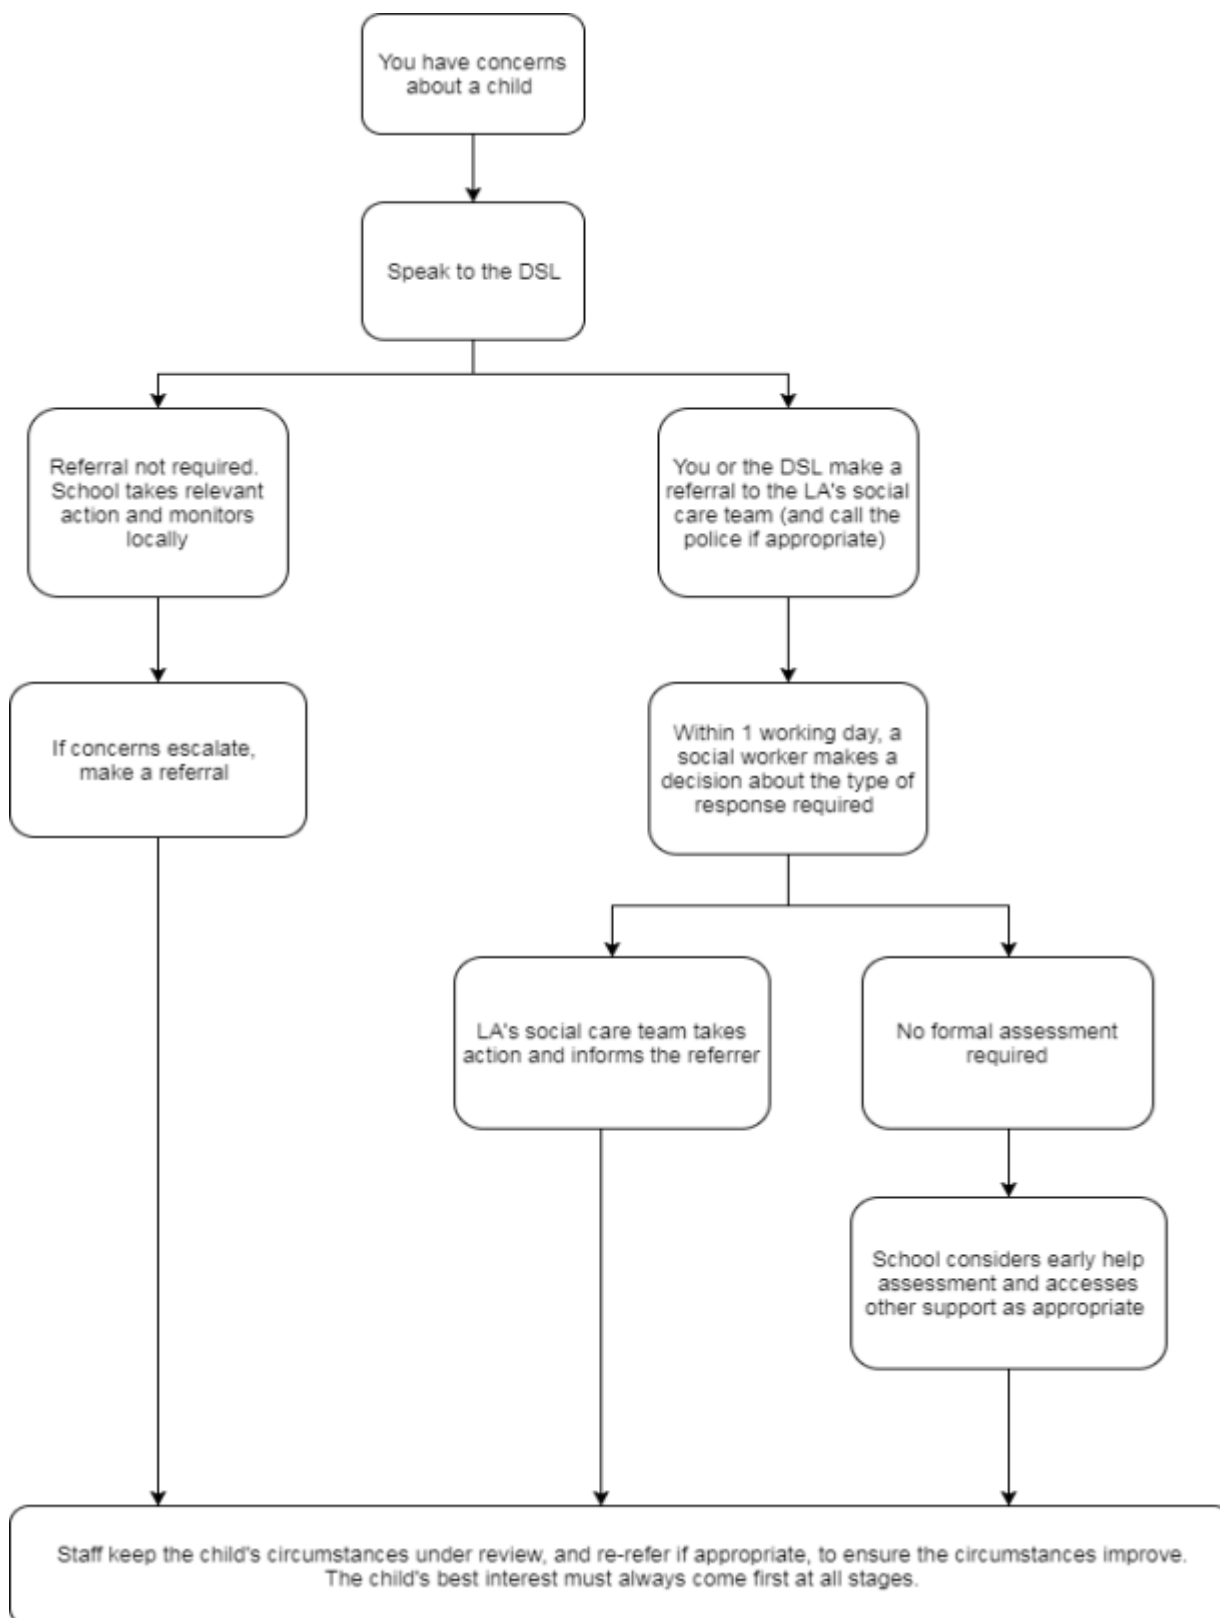 You have concerns
about a child
Speak to the DSL
Referral not required.
School takes relevant
action and monitors
locally
You or the DSL make a
referral to the LA's social
care team (and call the
police if appropriate)
If concerns escalate,
make a referral
Within 1 working day, a
social worker makes a
decision about the type of
response required
LA's social care team takes
action and informs the referrer
No formal assessment
required
School considers early help
assessment and accesses
other support as appropriate
Staff keep the child's circumstances under review, and re-refer if appropriate, to ensure the circumstances improve.
The child's best interest must always come first at all stages.